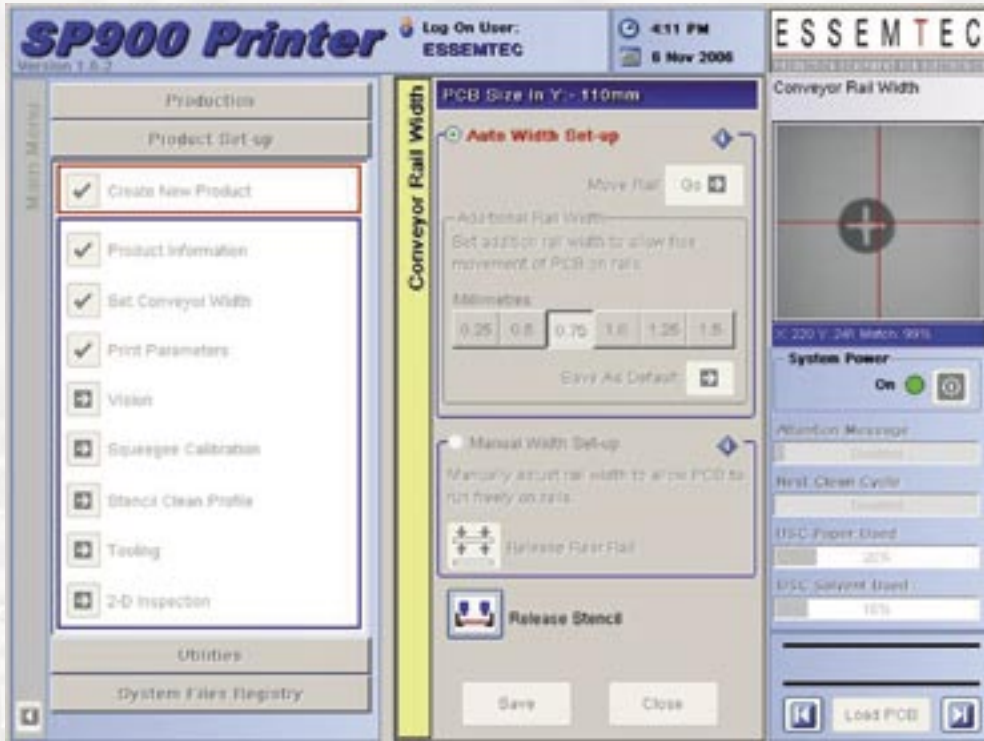 SP900 Printer
Version 1.6.2
Log On User:
ESSEMTEC
4:11 PM
6 Nov 2006
ESSEMTEC
Main Menu
Production
Product Set-up
Create New Product
Product Information
Set Conveyor Width
Print Parameters
Vision
Squeegee Calibration
Stencil Clean Profile
Tooling
2-D Inspection
Utilities
System Files Registry
Conveyor Rail Width
PCB Size In Y:- 110mm
Auto Width Set-up
Move Rail
Go
Additional Rail Width
Set addition rail width to allow free
movement of PCB on rails.
Millimetres
0.25 0.5 0.75 1.0 1.25 1.5
Save As Default
Manual Width Set-up
Manually adjust rail width to allow PCB to
run freely on rails.
Release Rear Rail
Release Stencil
Save
Close
Conveyor Rail Width
X: 220 Y: 241 Match: 99%
System Power
On
Attention Message
Disabled
Next Clean Cycle
Disabled
USC Paper Used
20%
USC Solvent Used
15%
Load PCB